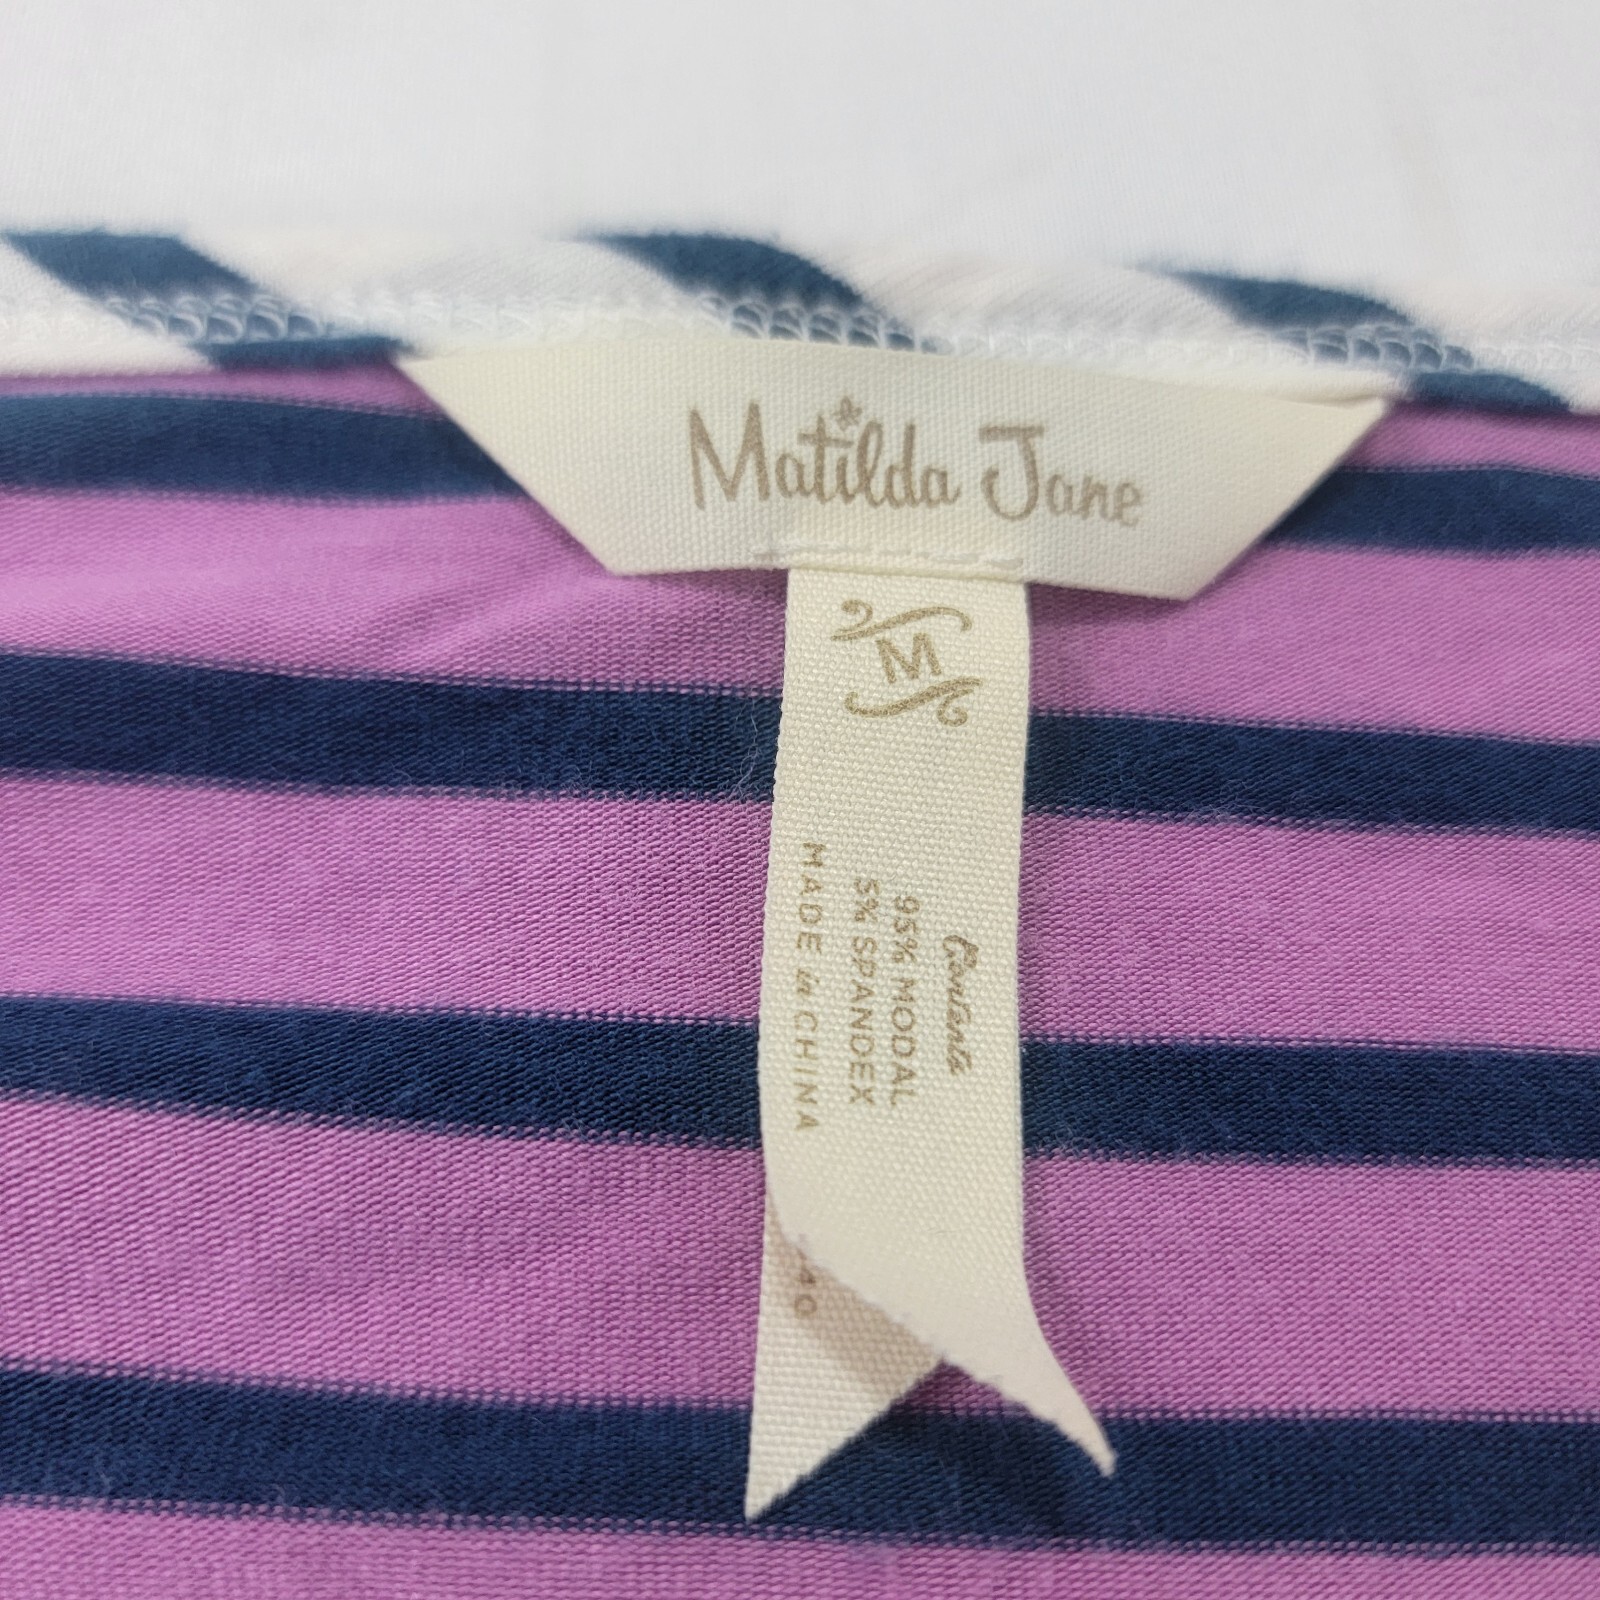 Matilda Jane
M
Contents
95% MODAL
5% SPANDEX
MADE in CHINA